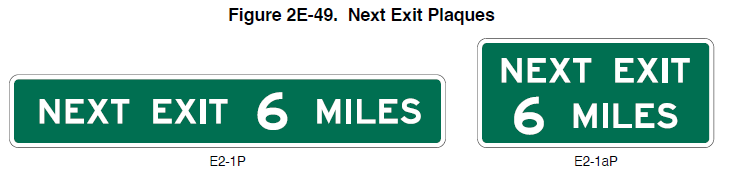 Figure 2E-49. Next Exit Plaques
NEXT EXIT 6 MILES
E2-1P
NEXT EXIT
6 MILES
E2-1aP